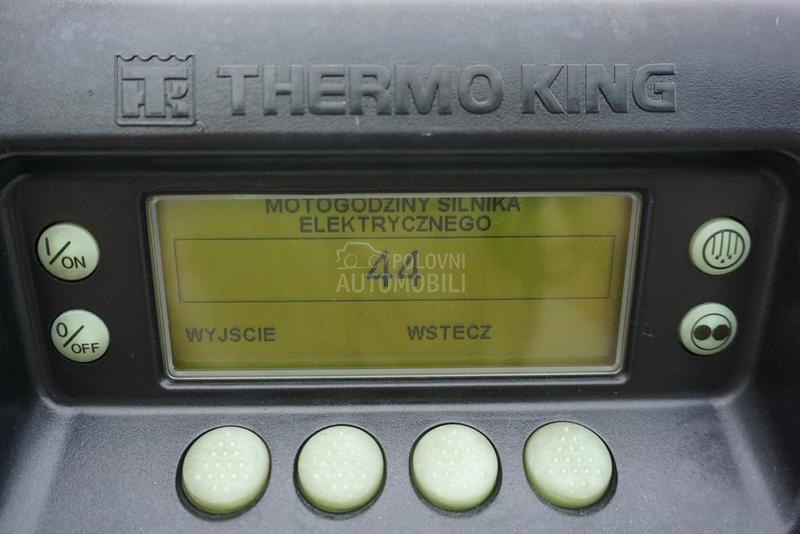 THERMO KING
MOTOGODZINY SILNIKA
ELEKTRYCZNEGO
44
POLOVNI
AUTOMOBILI
WYJSCIE WSTECZ
I/ON
0/OFF